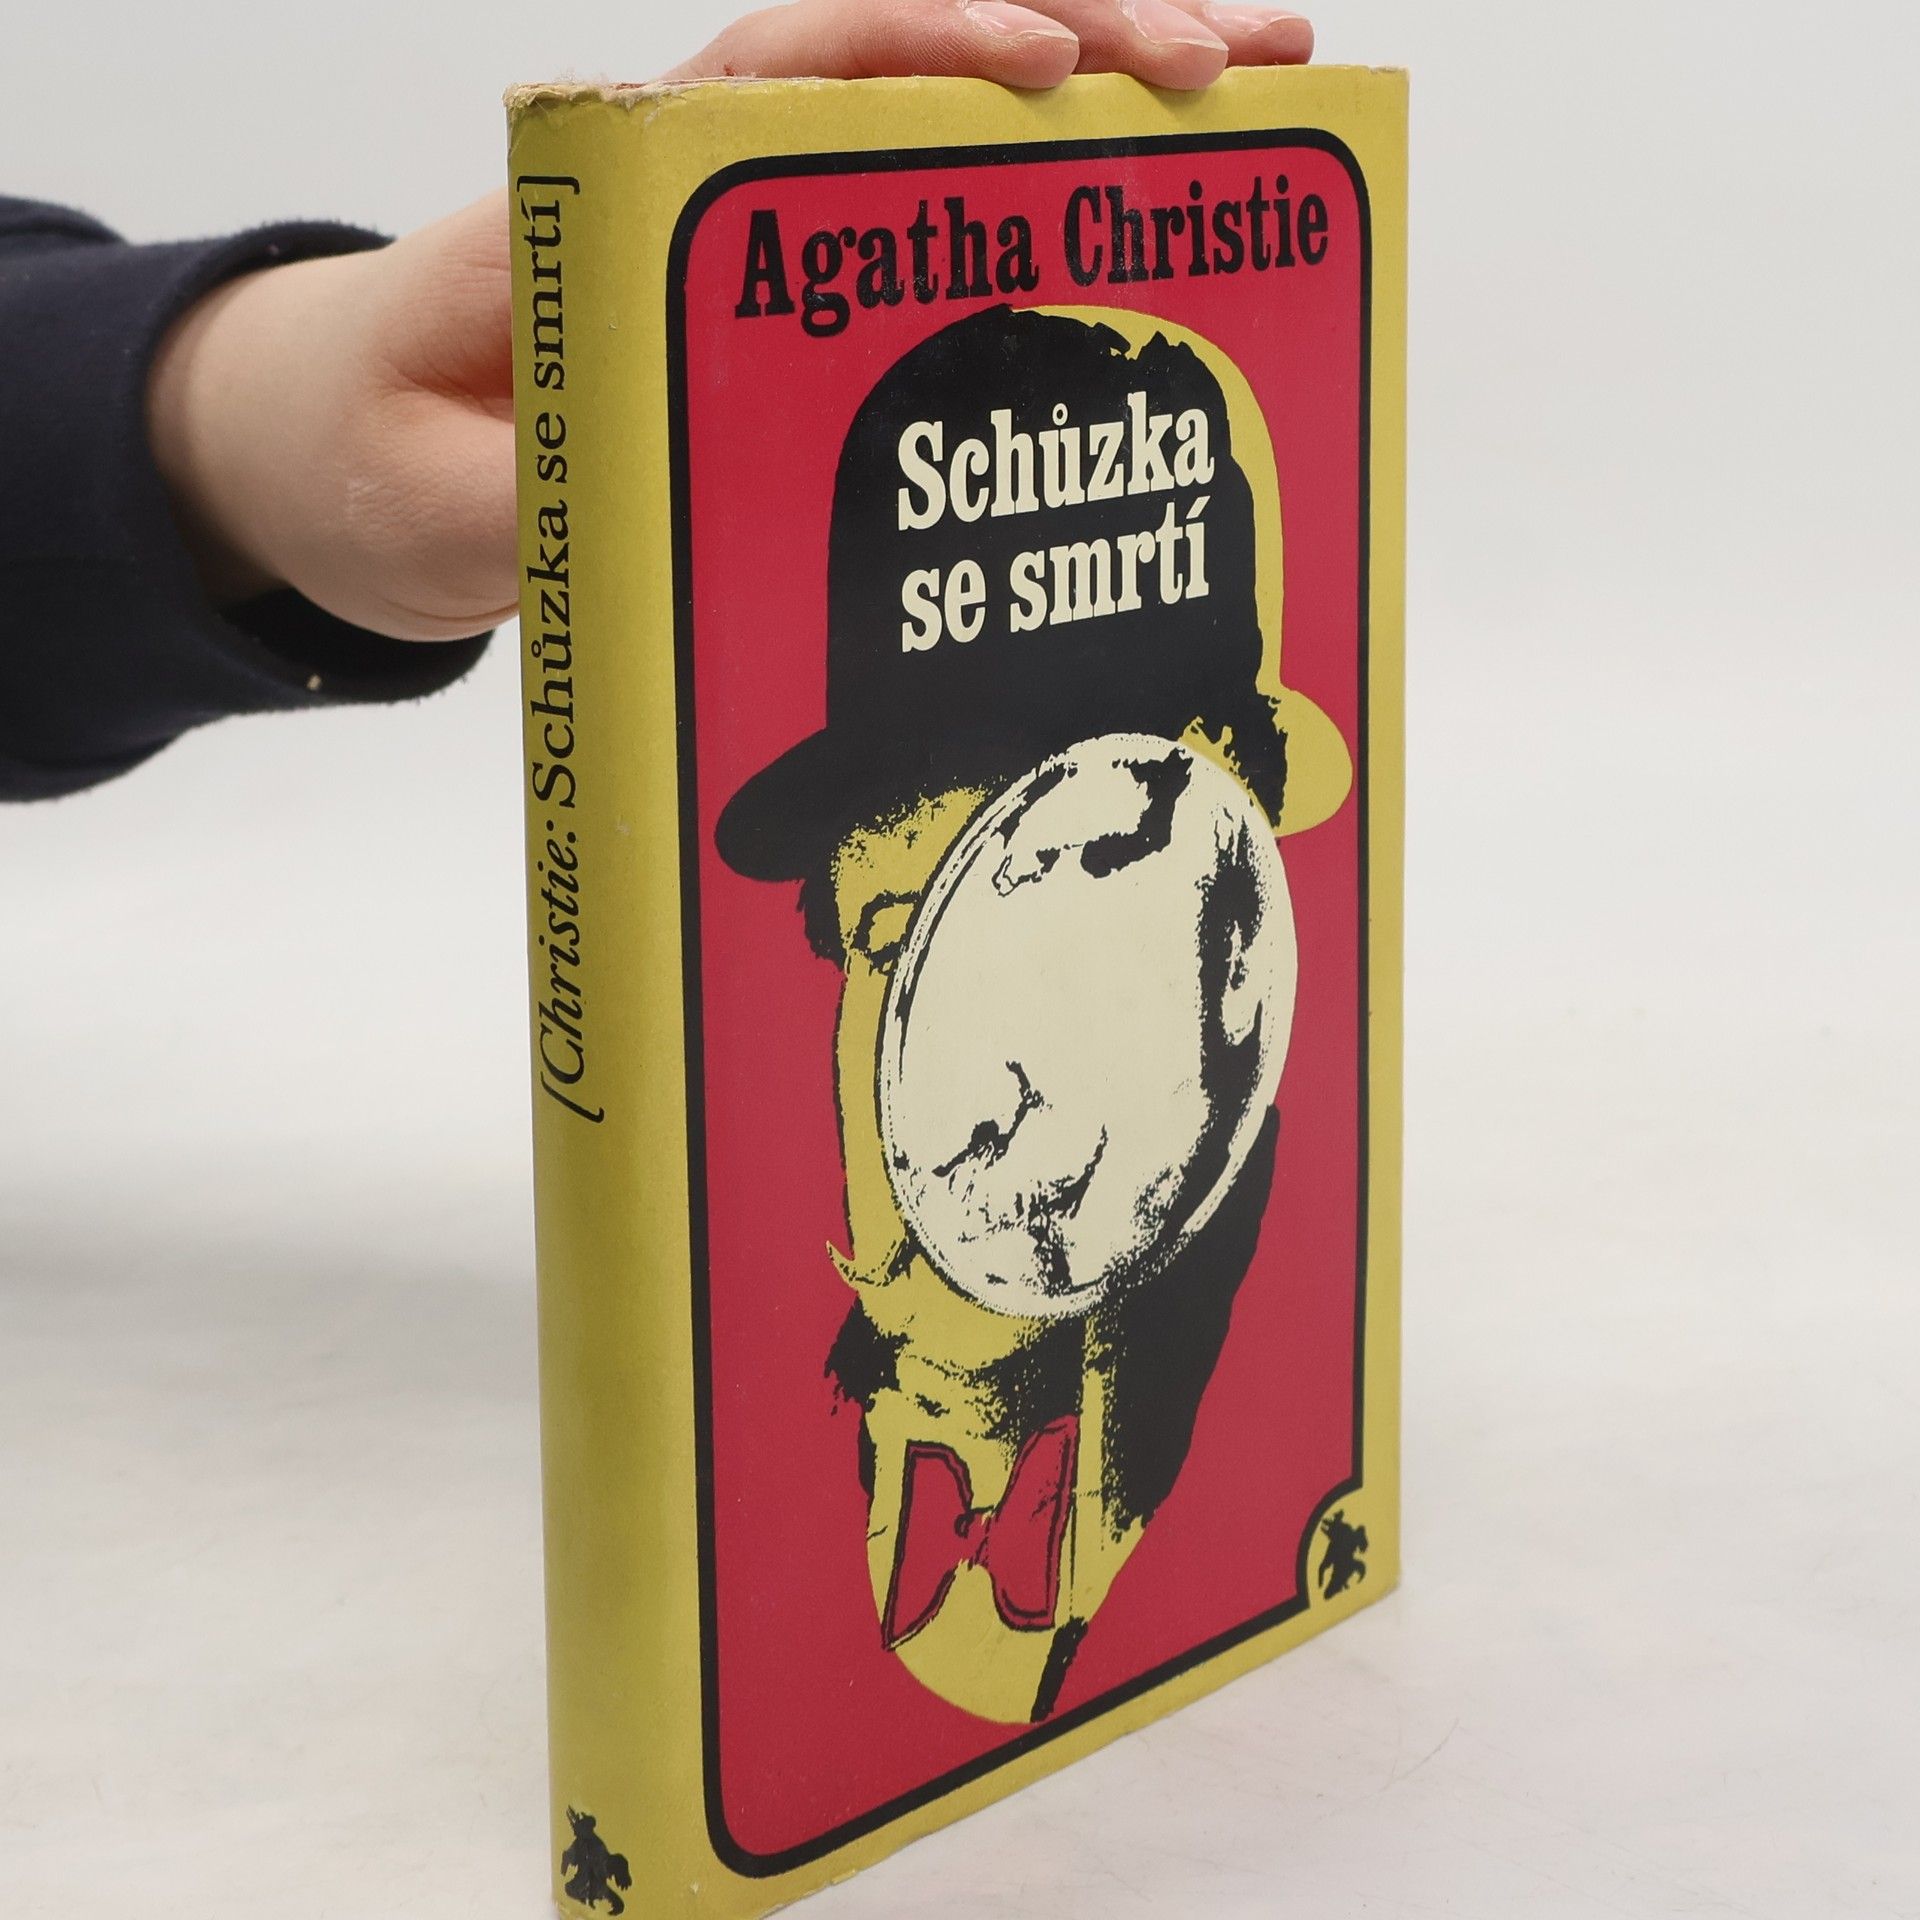 [Christie: Schůzka se smrtí]
Agatha Christie
Schůzka
se smrtí